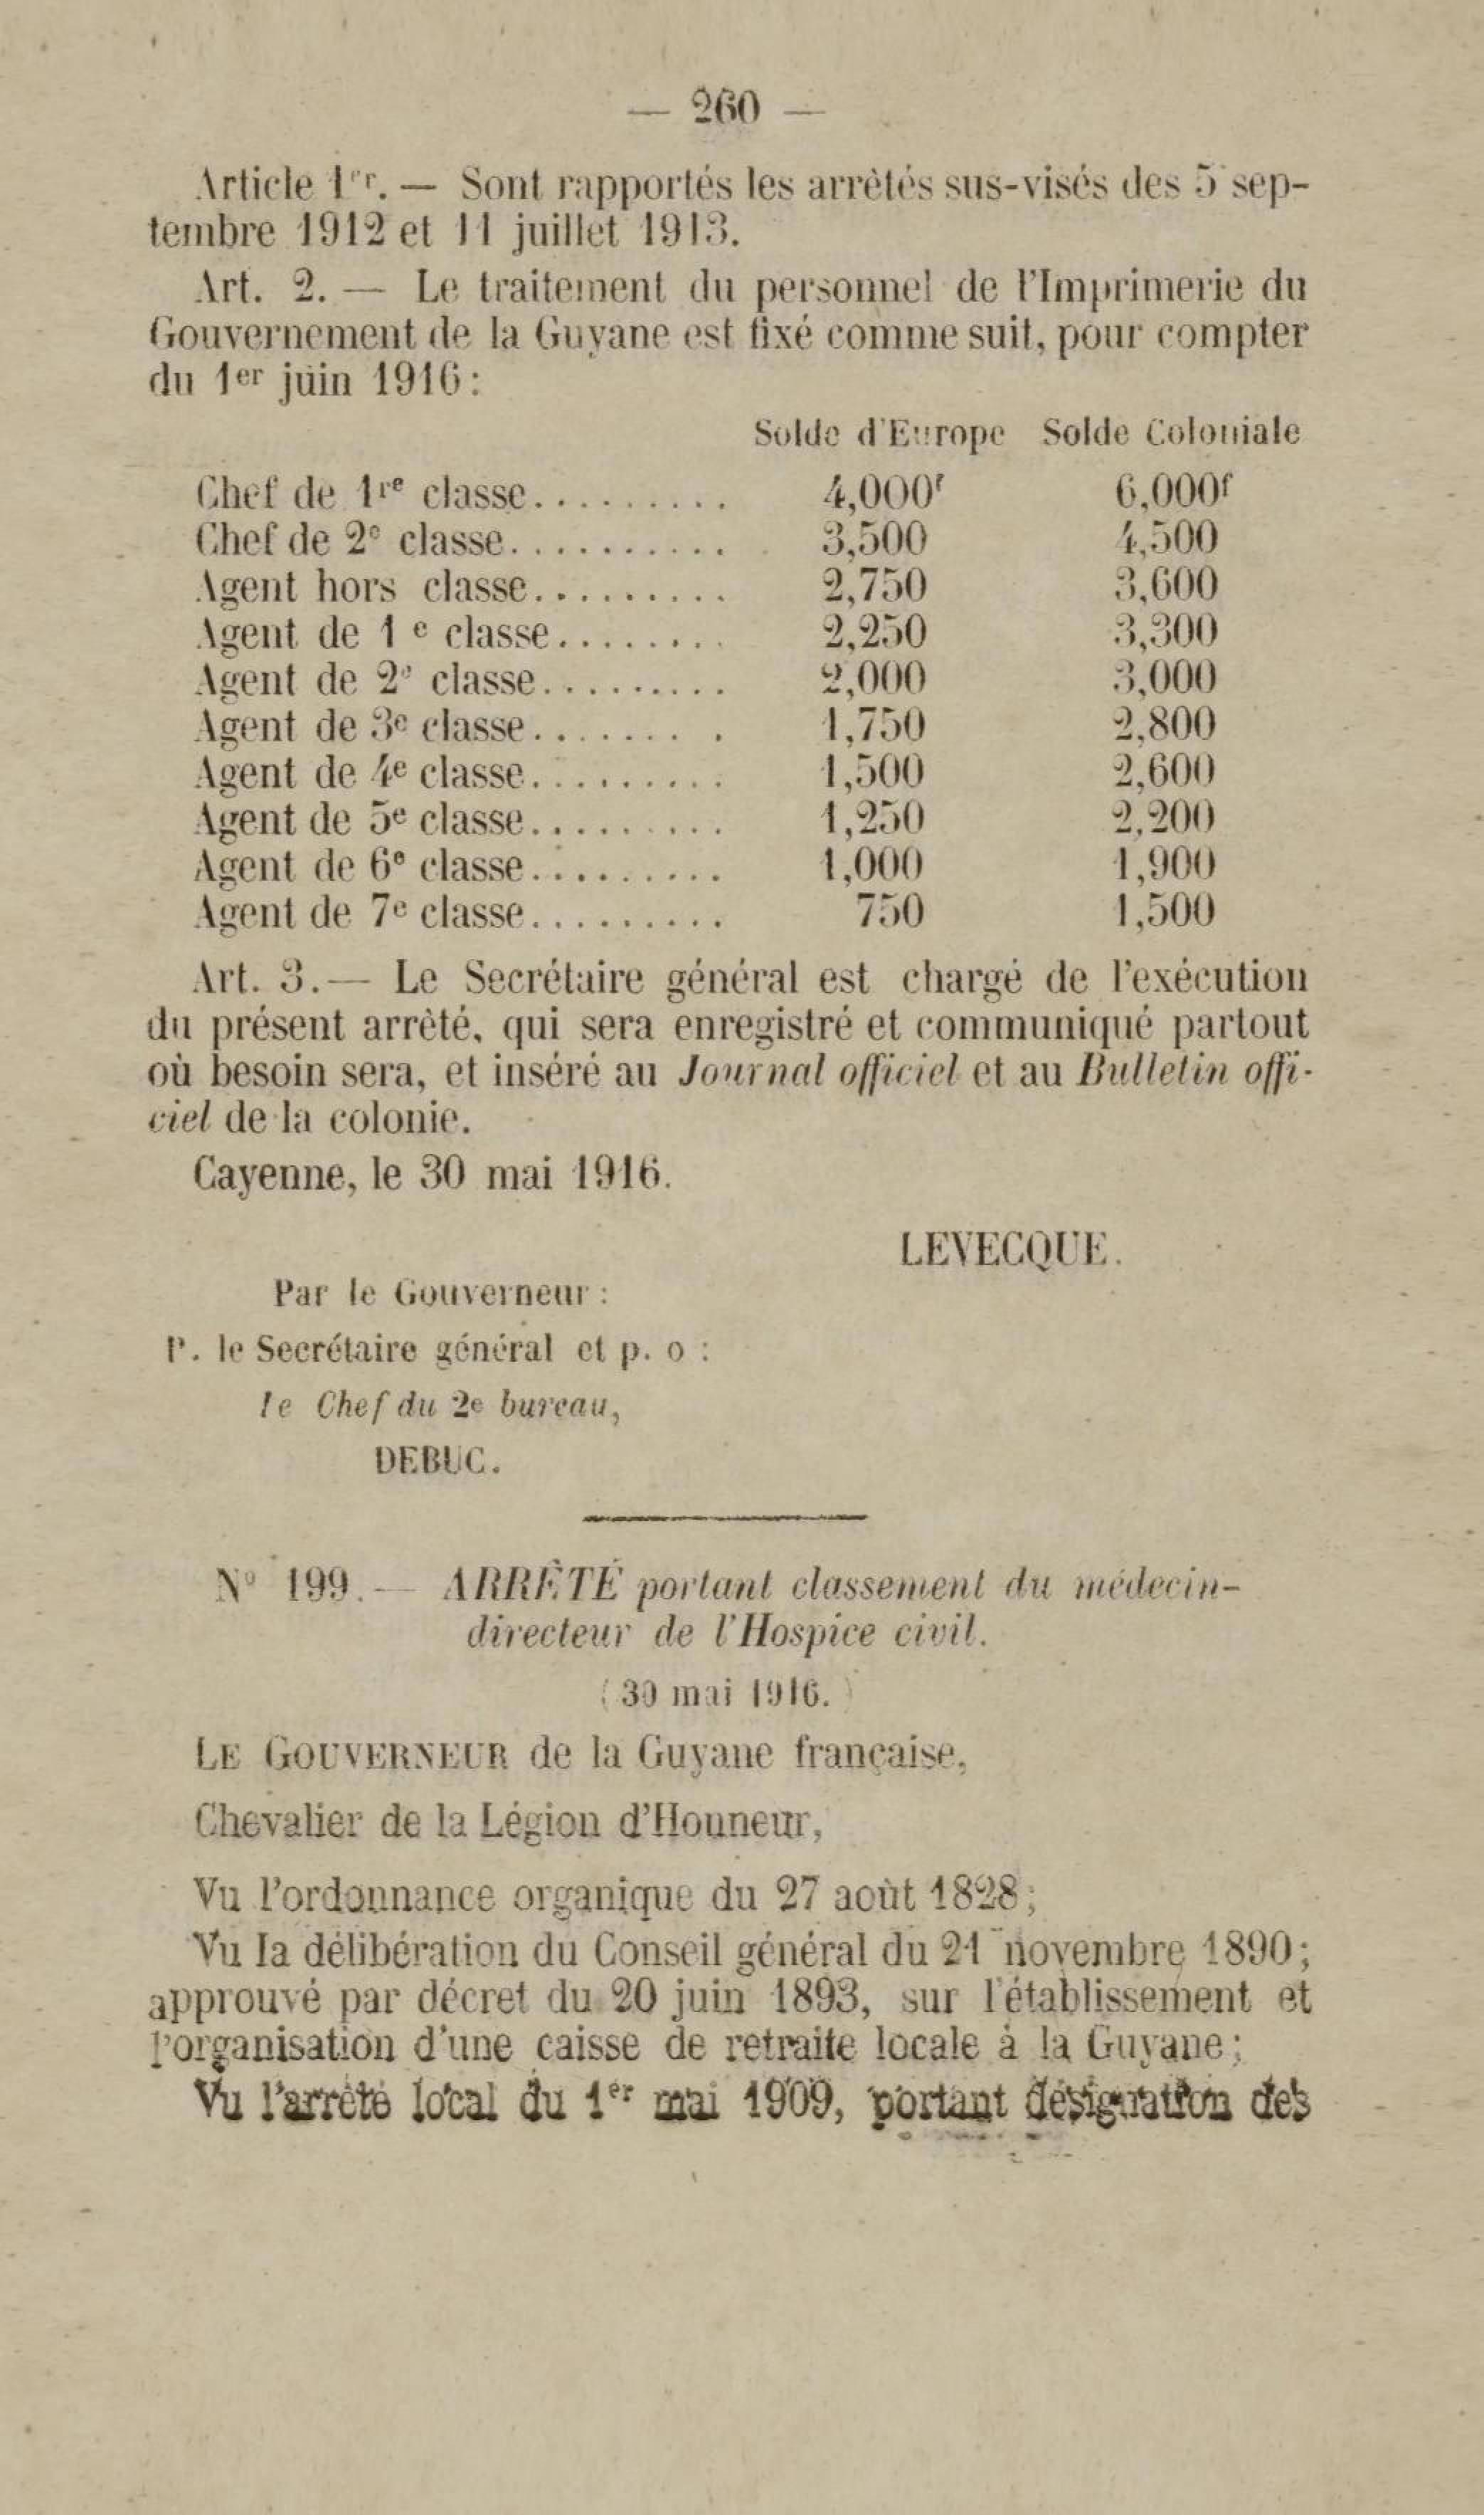 — 260 —
Article 1er. — Sont rapportés les arrêtés sus-visés des 5 sep-
tembre 1912 et 11 juillet 1913.
Art. 2. — Le traitement du personnel de l'Imprimerie du
Gouvernement de la Guyane est fixé comme suit, pour compter
du 1er juin 1916:
Solde d'Europe Solde Coloniale
Chef de 1re classe.......... 4,000f 6,000f
Chef de 2e classe........... 3,500 4,500
Agent hors classe.......... 2,750 3,600
Agent de 1 e classe......... 2,250 3,300
Agent de 2e classe.......... 2,000 3,000
Agent de 3e classe........ . 1,750 2,800
Agent de 4e classe.......... 1,500 2,600
Agent de 5e classe.......... 1,250 2,200
Agent de 6e classe.......... 1,000 1,900
Agent de 7e classe.......... 750 1,500
Art. 3.— Le Secrétaire général est chargé de l'exécution
du présent arrêté, qui sera enregistré et communiqué partout
où besoin sera, et inséré au Journal officiel et au Bulletin offi-
ciel de la colonie.
Cayenne, le 30 mai 1916.
LEVECQUE.
Par le Gouverneur :
P. le Secrétaire général et p. o :
le Chef du 2e bureau,
DEBUC.
No 199. — ARRÊTÉ portant classement du médecin-
directeur de l'Hospice civil.
(30 mai 1916.)
LE GOUVERNEUR de la Guyane française,
Chevalier de la Légion d'Honneur,
Vu l'ordonnance organique du 27 août 1828;
Vu la délibération du Conseil général du 21 novembre 1890;
approuvé par décret du 20 juin 1893, sur l'établissement et
l'organisation d'une caisse de retraite locale à la Guyane;
Vu l'arrêté local du 1er mai 1909, portant désignation des